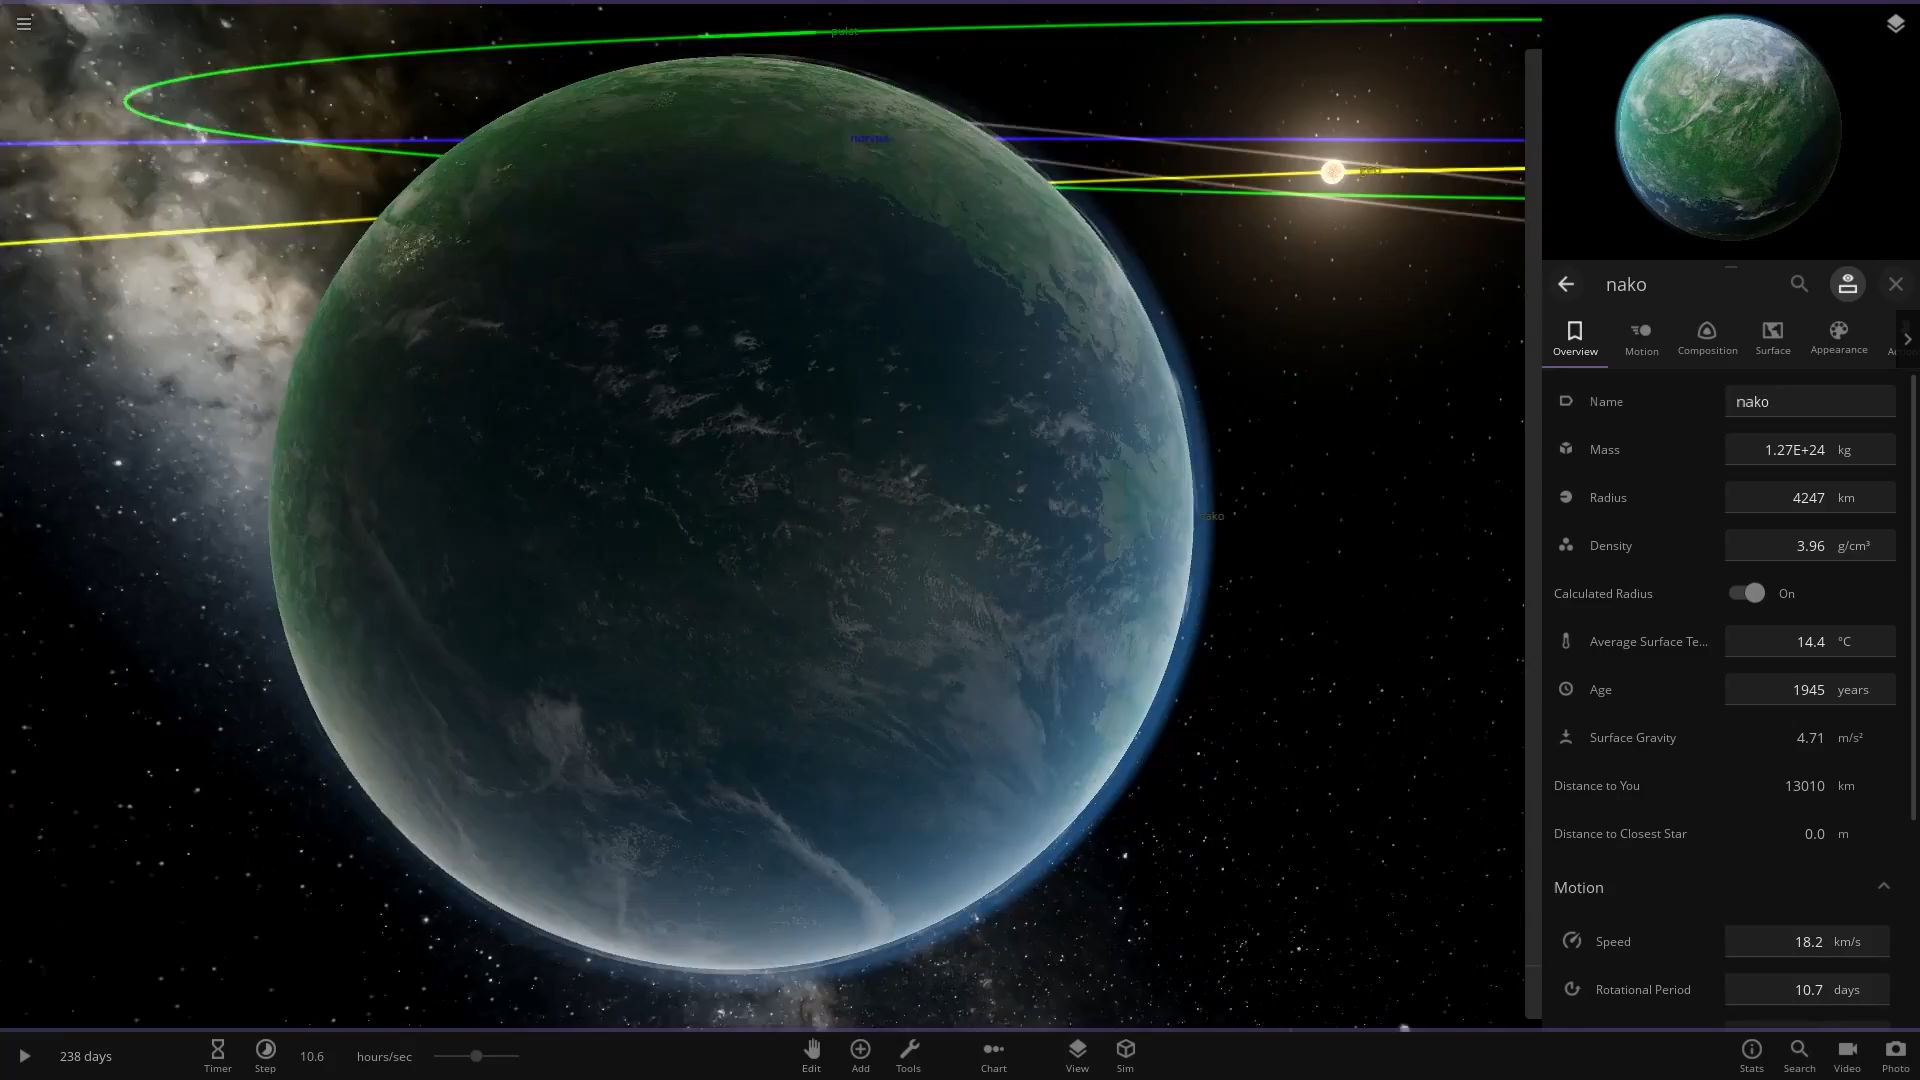 pulst
norvus
nako
nako
Overview
Motion
Composition
Surface
Appearance
Name nako
Mass 1.27E+24 kg
Radius 4247 km
Density 3.96 g/cm³
Calculated Radius On
Average Surface Te... 14.4 °C
Age 1945 years
Surface Gravity 4.71 m/s²
Distance to You 13010 km
Distance to Closest Star 0.0 m
Motion
Speed 18.2 km/s
Rotational Period 10.7 days
238 days
Timer
Step
10.6 hours/sec
Edit
Add
Tools
Chart
View
Sim
Stats
Search
Video
Photo